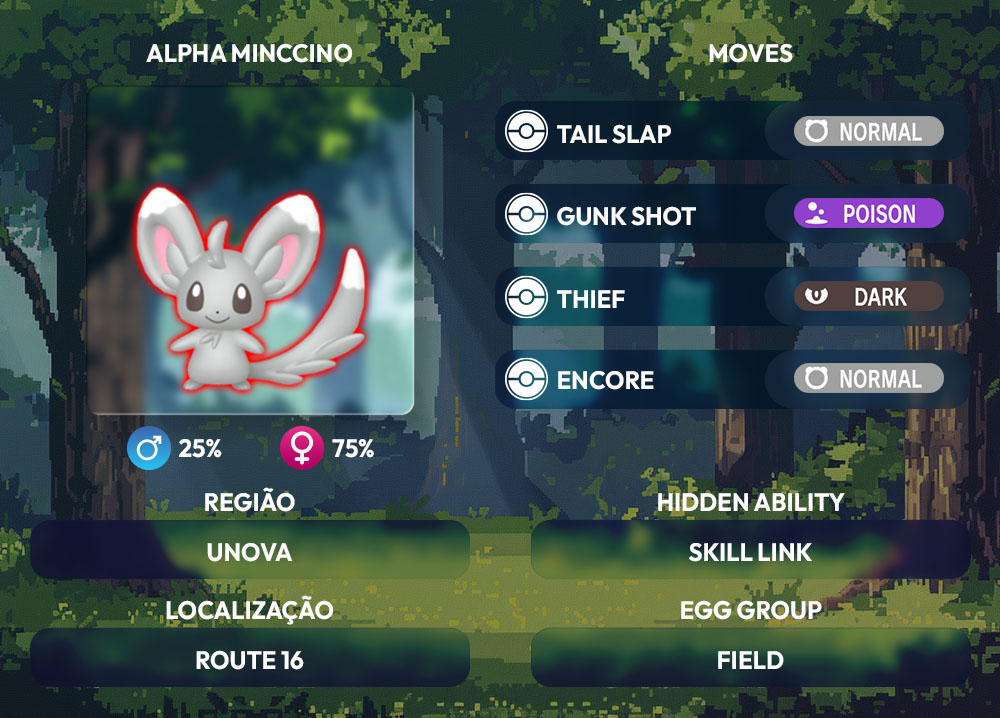 ALPHA MINCCINO
25%
75%
REGIÃO
UNOVA
LOCALIZAÇÃO
ROUTE 16
MOVES
TAIL SLAP
NORMAL
GUNK SHOT
POISON
THIEF
DARK
ENCORE
NORMAL
HIDDEN ABILITY
SKILL LINK
EGG GROUP
FIELD